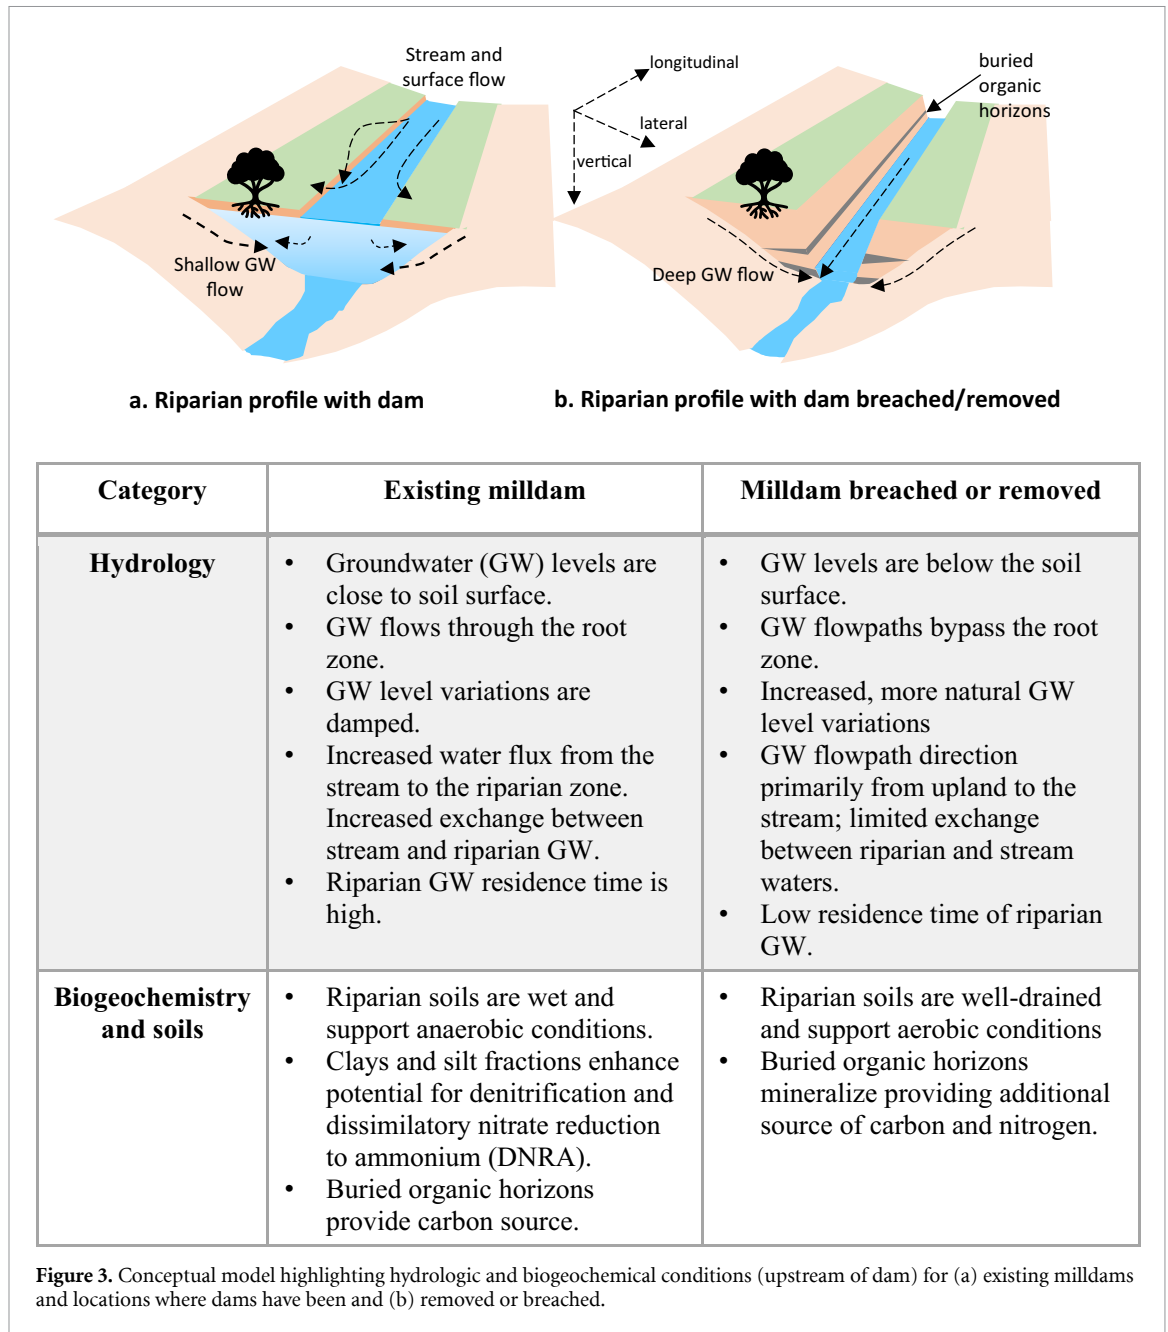 Stream and
surface flow
longitudinal
lateral
vertical
buried
organic
horizons
Shallow GW
flow
Deep GW flow
a. Riparian profile with dam
b. Riparian profile with dam breached/removed
Category
Existing milldam
Milldam breached or removed
Hydrology
• Groundwater (GW) levels are
close to soil surface.
• GW flows through the root
zone.
• GW level variations are
damped.
• Increased water flux from the
stream to the riparian zone.
Increased exchange between
stream and riparian GW.
• Riparian GW residence time is
high.
• GW levels are below the soil
surface.
• GW flowpaths bypass the root
zone.
• Increased, more natural GW
level variations
• GW flowpath direction
primarily from upland to the
stream; limited exchange
between riparian and stream
waters.
• Low residence time of riparian
GW.
Biogeochemistry
and soils
• Riparian soils are wet and
support anaerobic conditions.
• Clays and silt fractions enhance
potential for denitrification and
dissimilatory nitrate reduction
to ammonium (DNRA).
• Buried organic horizons
provide carbon source.
• Riparian soils are well-drained
and support aerobic conditions
• Buried organic horizons
mineralize providing additional
source of carbon and nitrogen.
Figure 3. Conceptual model highlighting hydrologic and biogeochemical conditions (upstream of dam) for (a) existing milldams
and locations where dams have been and (b) removed or breached.